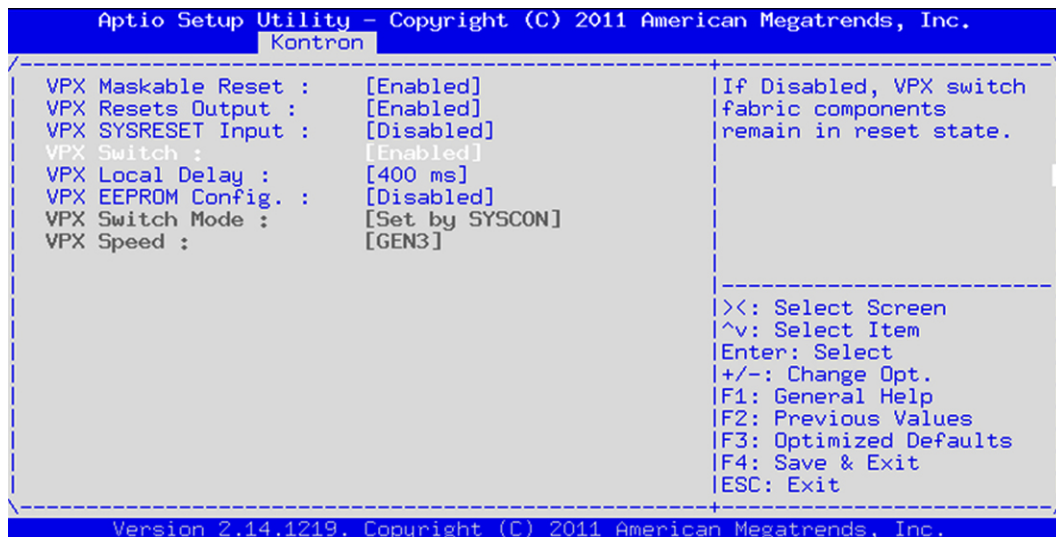 Aptio Setup Utility – Copyright (C) 2011 American Megatrends, Inc.
Kontron
VPX Maskable Reset : [Enabled]
VPX Resets Output : [Enabled]
VPX SYSRESET Input : [Disabled]
VPX Switch : [Enabled]
VPX Local Delay : [400 ms]
VPX EEPROM Config. : [Disabled]
VPX Switch Mode : [Set by SYSCON]
VPX Speed : [GEN3]
If Disabled, VPX switch
fabric components
remain in reset state.
><: Select Screen
^v: Select Item
Enter: Select
+/-: Change Opt.
F1: General Help
F2: Previous Values
F3: Optimized Defaults
F4: Save & Exit
ESC: Exit
Version 2.14.1219. Copyright (C) 2011 American Megatrends, Inc.